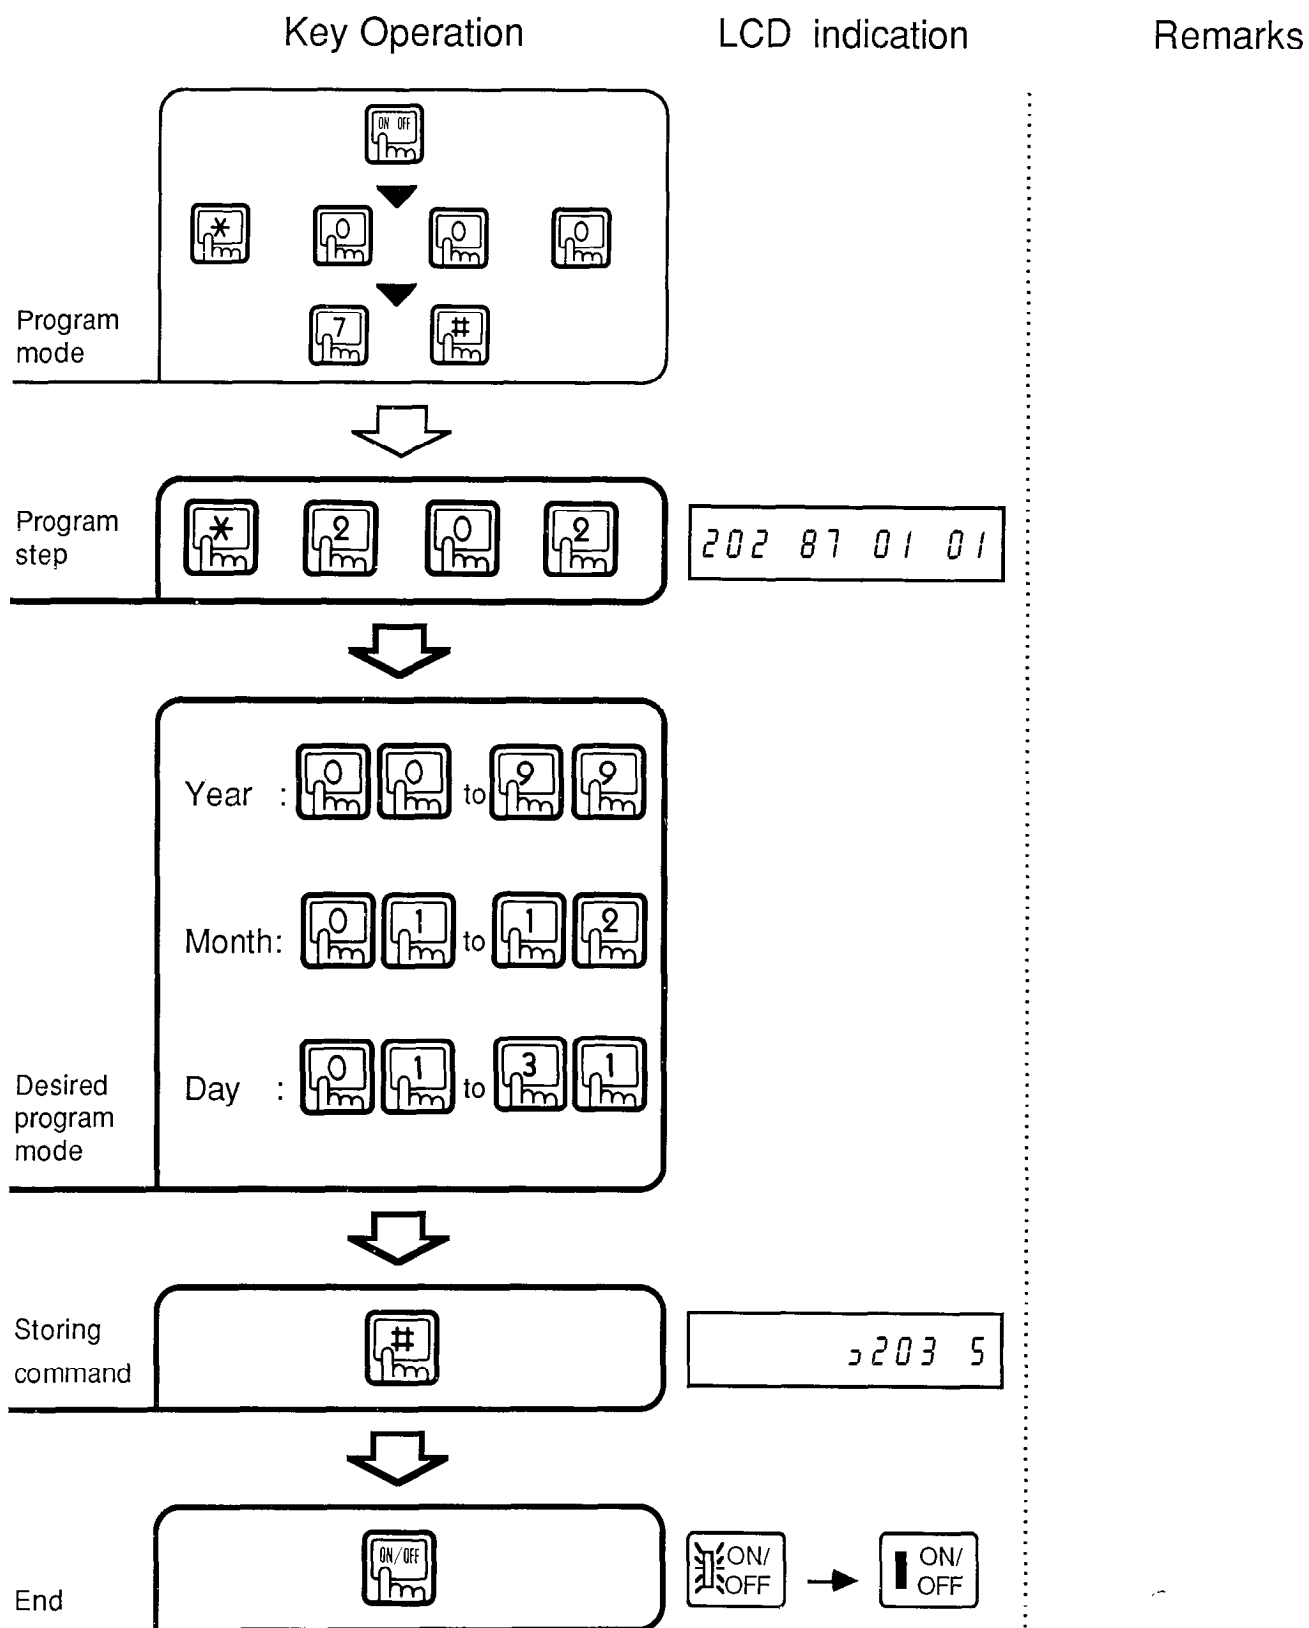 Key Operation LCD indication Remarks
ON OFF
* 0 0 0
7 #
Program
mode
Program
step
* 2 0 2
202 87 01 01
Year : 0 0 to 9 9
Month: 0 1 to 1 2
Day : 0 1 to 3 1
Desired
program
mode
Storing
command
#
ɔ203 5
End
ON/OFF
ON/
OFF
ON/
OFF